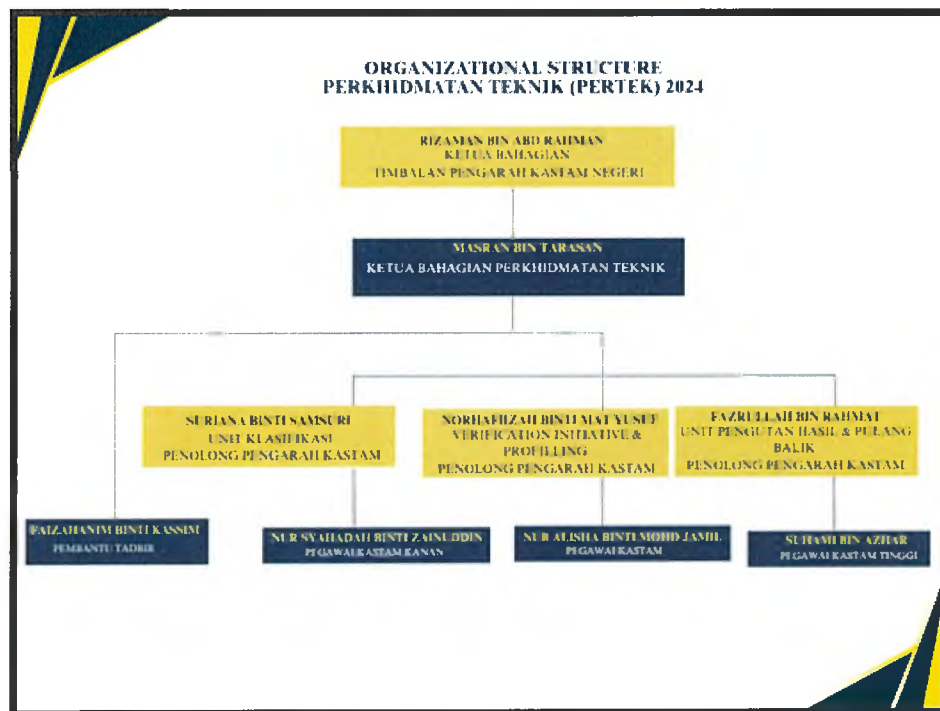 ORGANIZATIONAL STRUCTURE
PERKHIDMATAN TEKNIK (PERTEK) 2024
RIZAMAN BIN ABD RAHMAN
KETUA BAHAGIAN
TIMBALAN PENGARAH KASTAM NEGERI
MASRAN BIN TARASAN
KETUA BAHAGIAN PERKHIDMATAN TEKNIK
SURIANA BINTI SAMSURI
UNIT KLASIFIKASI
PENOLONG PENGARAH KASTAM
NORHAFIIZAH BINTI MAT YUSUF
VERIFICATION INITIATIVE &
PROFILLING
PENOLONG PENGARAH KASTAM
FAZRULLAH BIN RAHMAT
UNIT PENGUTAN HASIL & PULANG
BALIK
PENOLONG PENGARAH KASTAM
FAIZAHANIM BINTI KASSIM
PEMBANTU TADBIR
NUR SYAHADAH BINTI ZAINUDDIN
PEGAWAI KASTAM KANAN
NUR ALISHA BINTI MOHD JAMIL
PEGAWAI KASTAM
SUHAMI BIN AZHAR
PEGAWAI KASTAM TINGGI